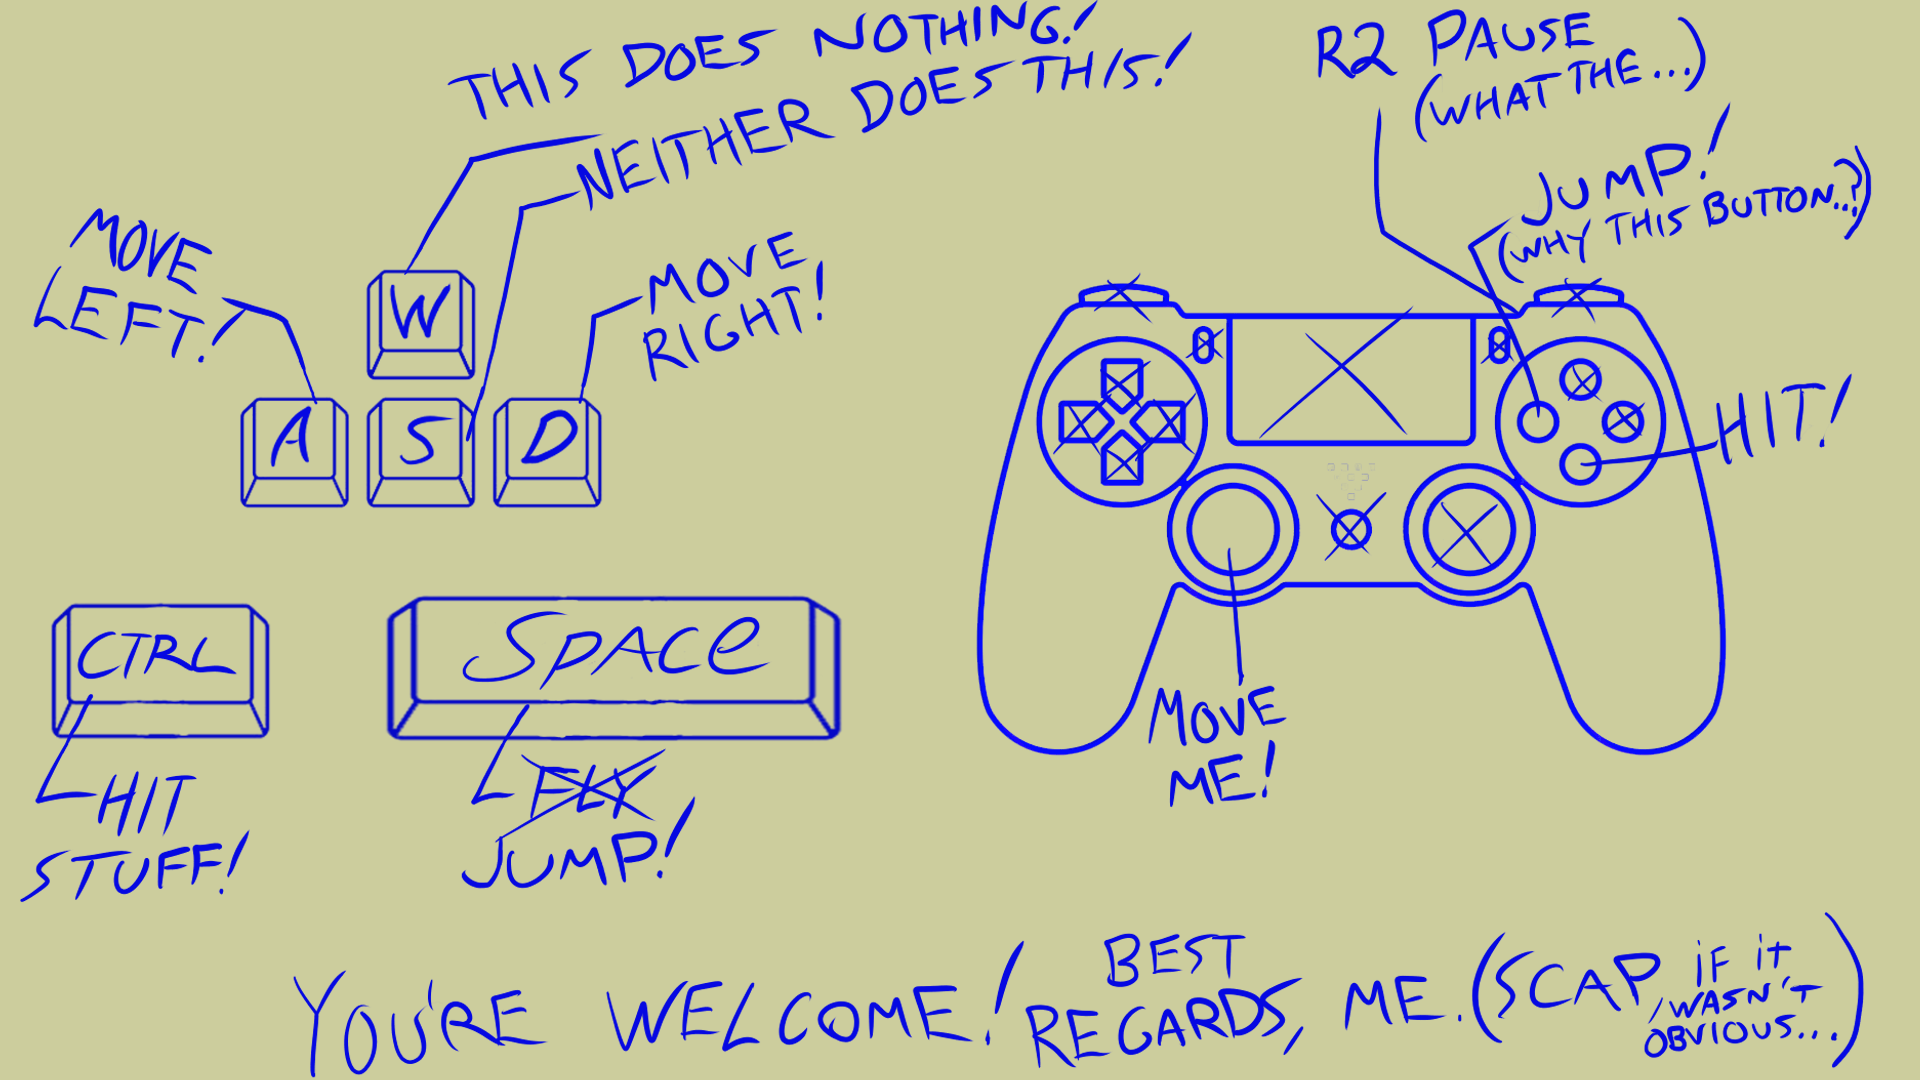 THIS DOES NOTHING!
NEITHER DOES THIS!
MOVE
LEFT!
MOVE
RIGHT!
W
A
S
D
CTRL
HIT
STUFF!
SPACE
FLY
JUMP!
R2 PAUSE
(WHAT THE...)
JUMP!
(WHY THIS BUTTON..?)
HIT!
MOVE
ME!
YOU'RE WELCOME!
BEST
REGARDS, ME. (SCAP, IF IT
WASN'T
OBVIOUS...)